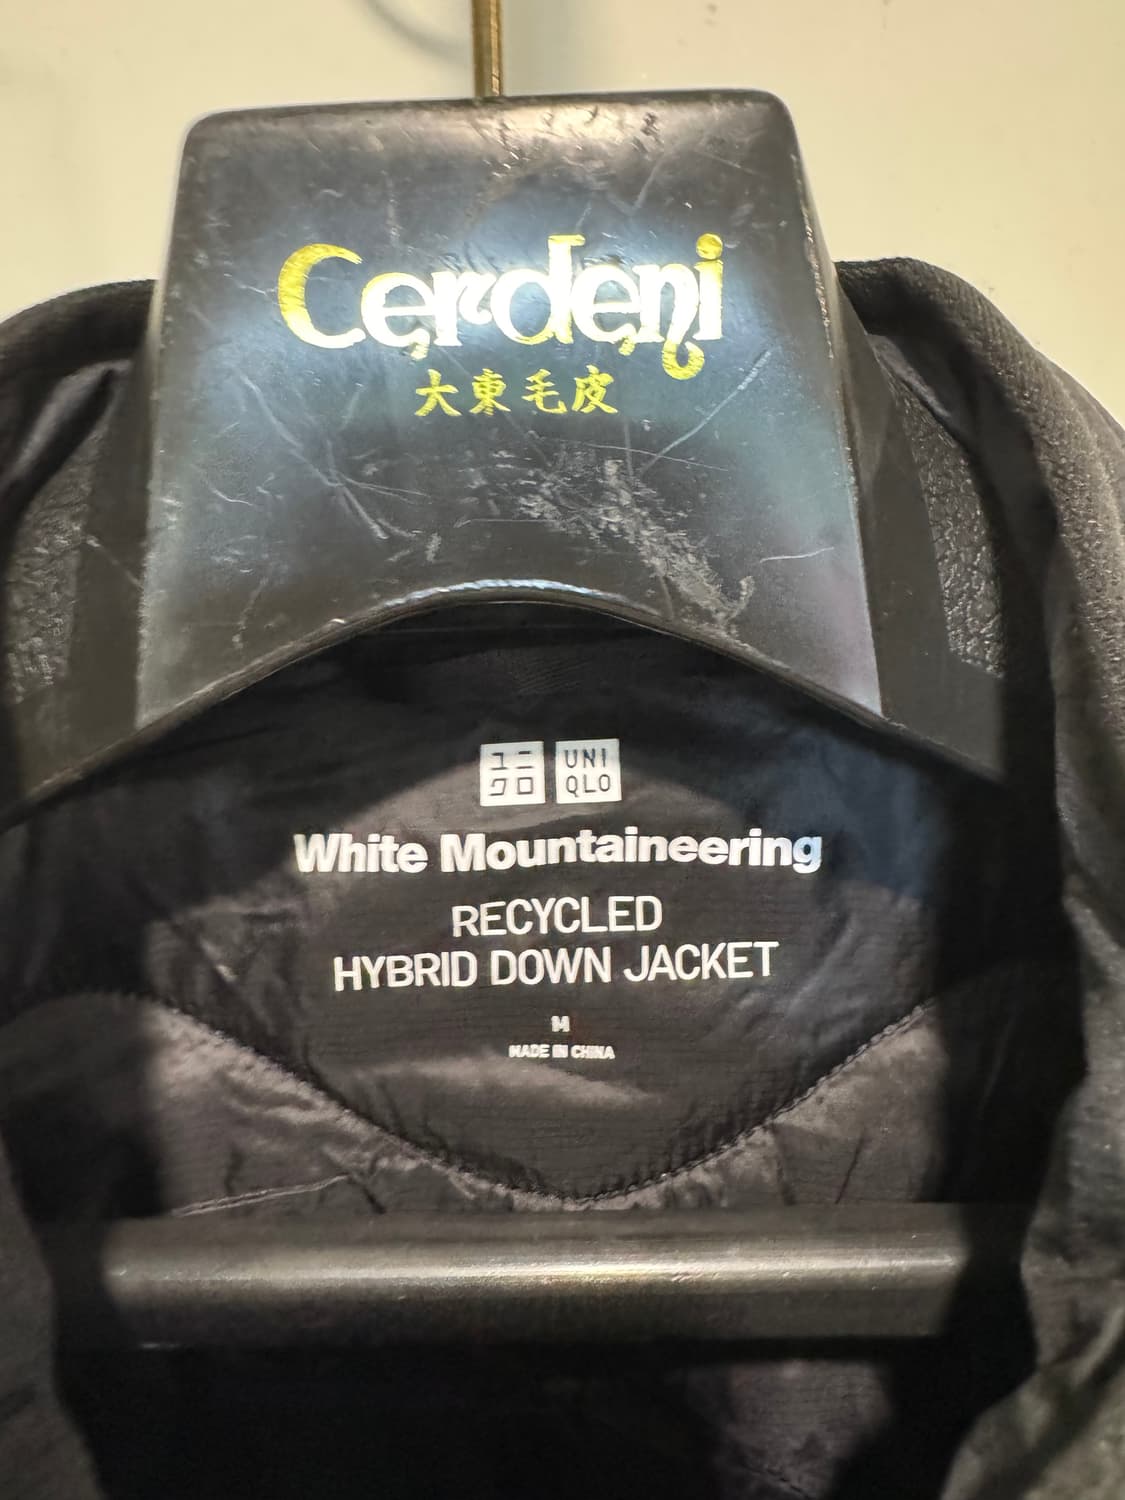 Cerdeni
大東毛皮
ユニ UNI
クロ QLO
White Mountaineering
RECYCLED
HYBRID DOWN JACKET
M
MADE IN CHINA